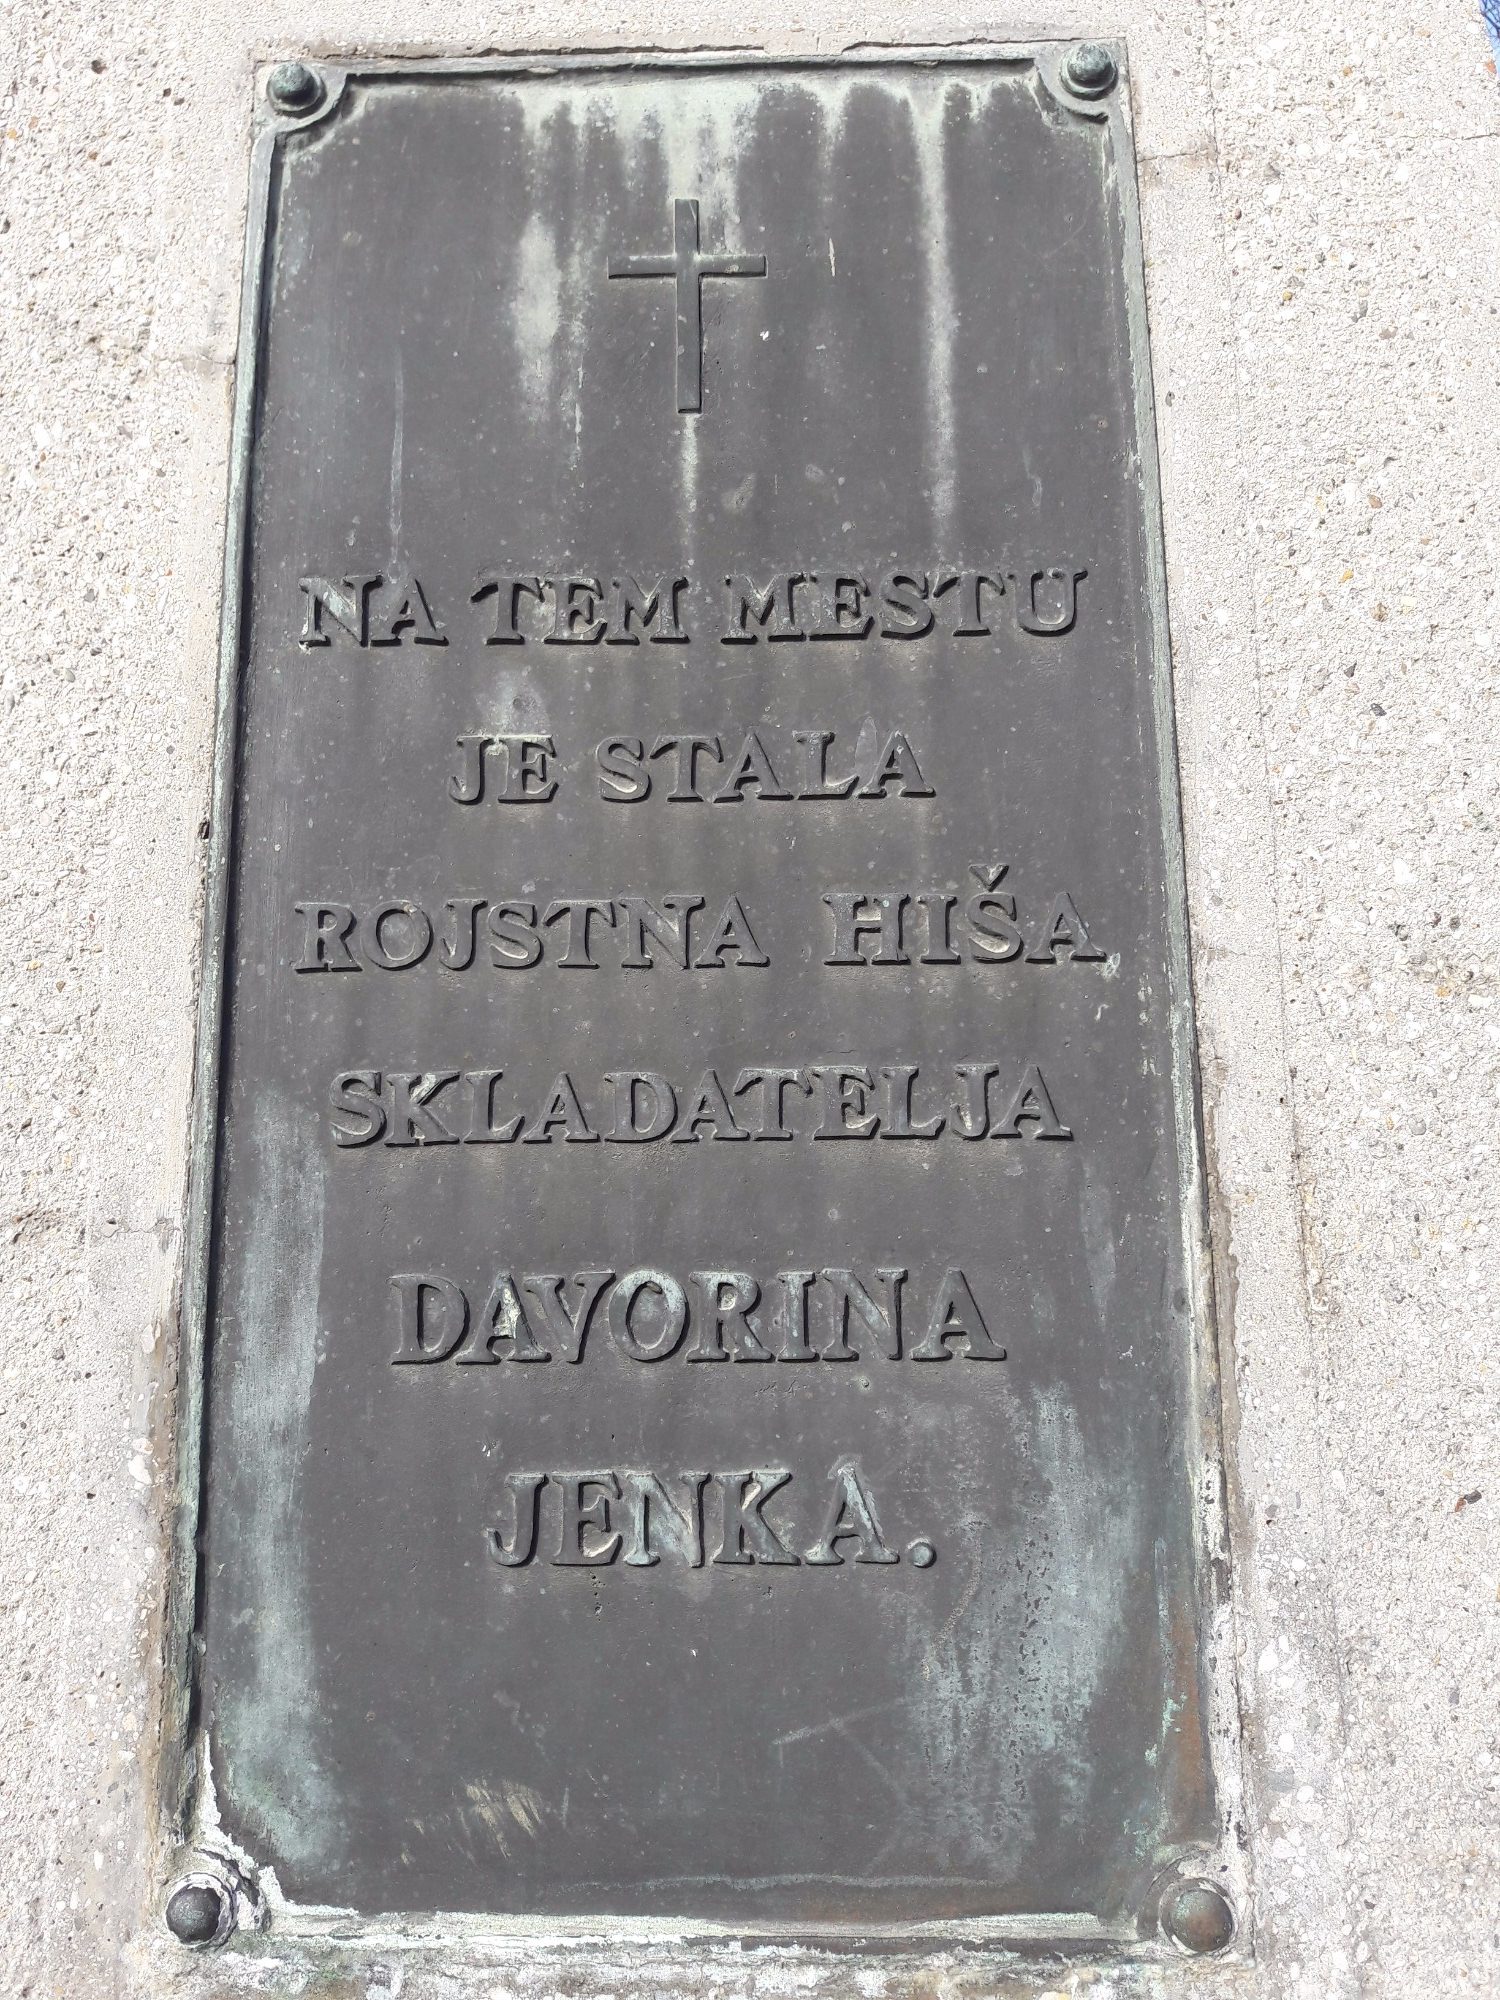 NA TEM MESTU
JE STALA
ROJSTNA HIŠA
SKLADATELJA
DAVORINA
JENKA.